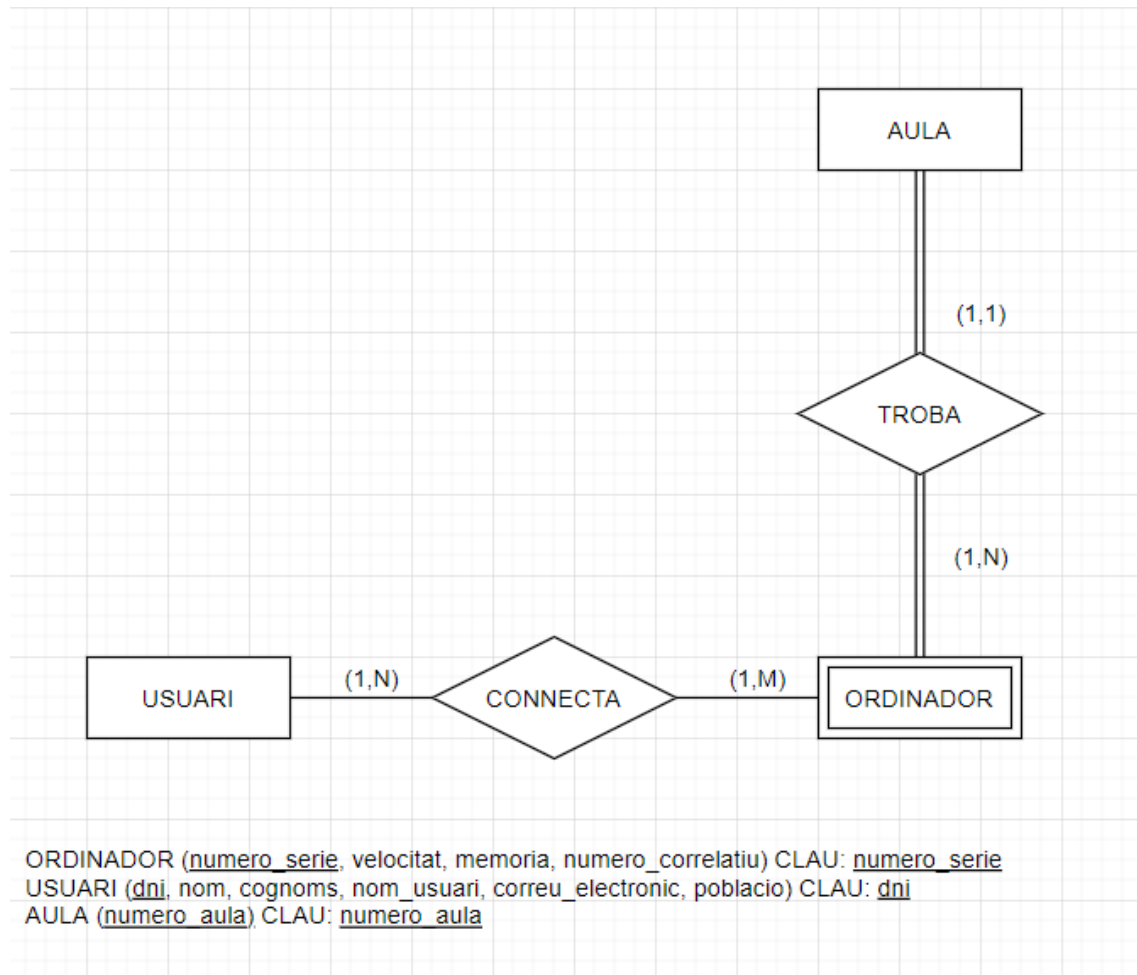 AULA
(1,1)
TROBA
(1,N)
USUARI
(1,N)
CONNECTA
(1,M)
ORDINADOR
ORDINADOR (numero_serie, velocitat, memoria, numero_correlatiu) CLAU: numero_serie
USUARI (dni, nom, cognoms, nom_usuari, correu_electronic, poblacio) CLAU: dni
AULA (numero_aula) CLAU: numero_aula